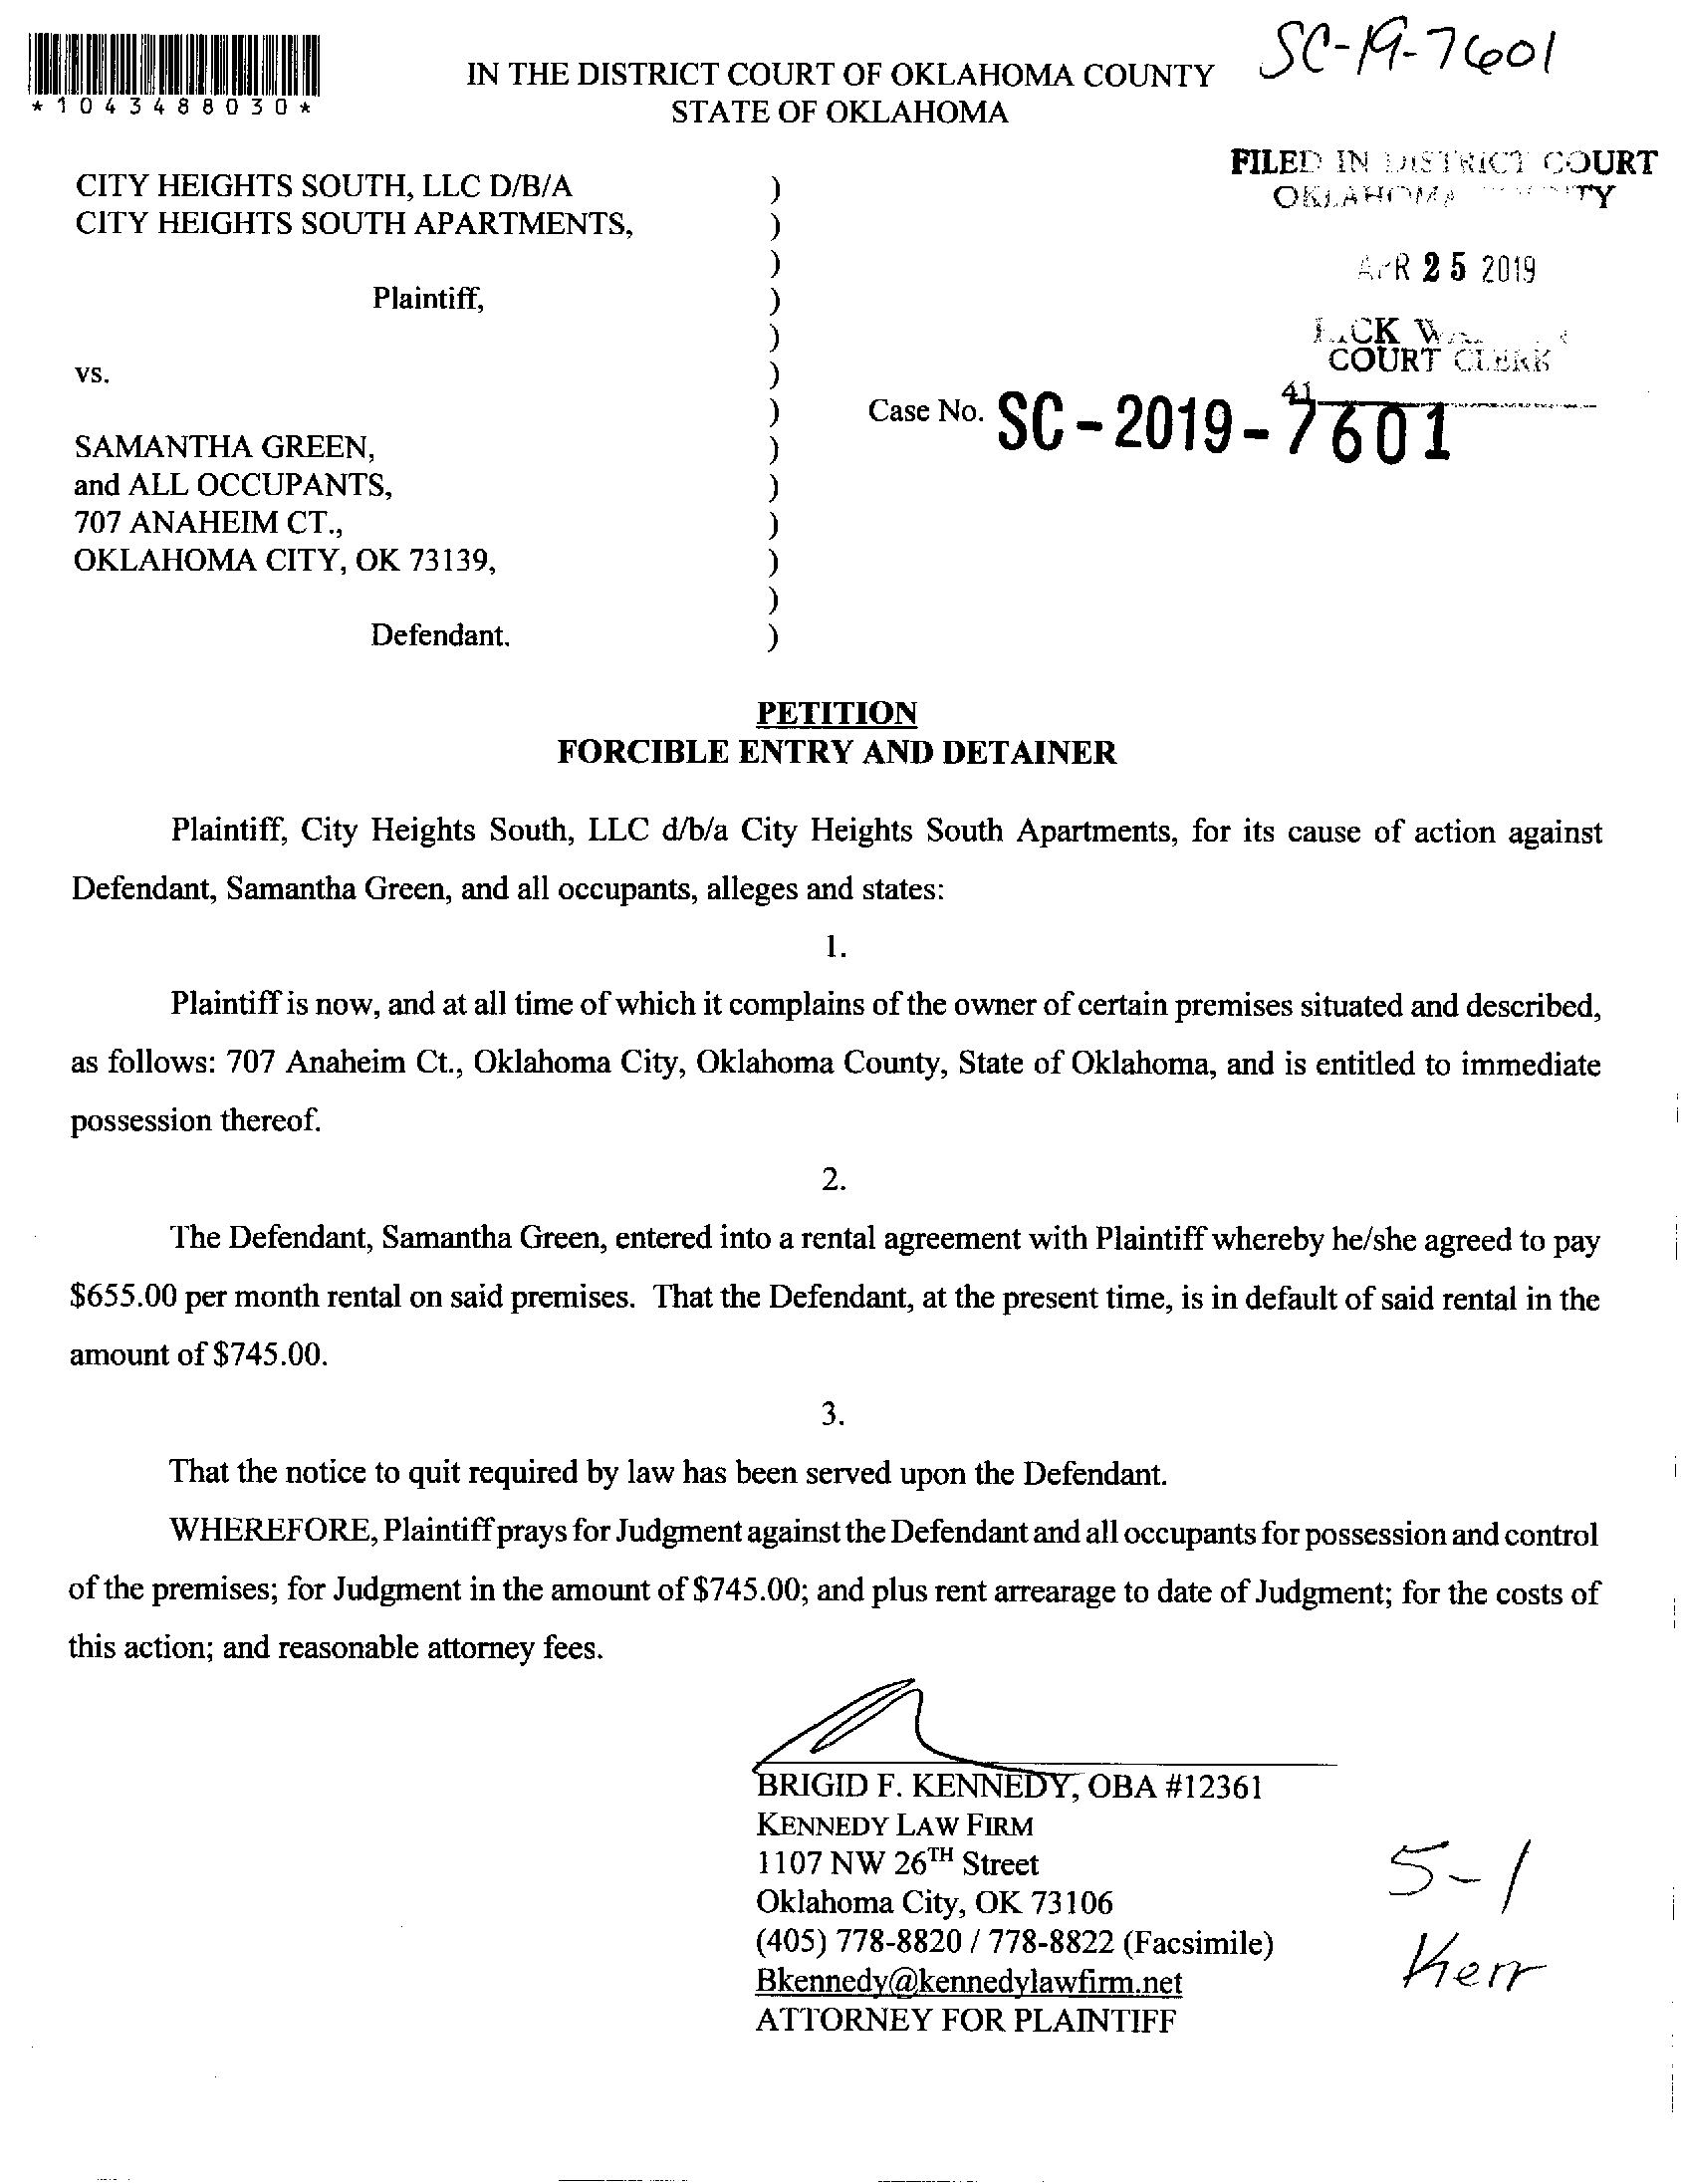 SC-19-7601
*1043488030*
IN THE DISTRICT COURT OF OKLAHOMA COUNTY
STATE OF OKLAHOMA
FILED IN DISTRICT COURT
OKLAHOMA COUNTY
APR 25 2019
COURT CLERK
41
CITY HEIGHTS SOUTH, LLC D/B/A )
CITY HEIGHTS SOUTH APARTMENTS, )
)
Plaintiff, )
)
vs. )
) Case No. SC-2019-7601
SAMANTHA GREEN, )
and ALL OCCUPANTS, )
707 ANAHEIM CT., )
OKLAHOMA CITY, OK 73139, )
)
Defendant. )
PETITION
FORCIBLE ENTRY AND DETAINER
Plaintiff, City Heights South, LLC d/b/a City Heights South Apartments, for its cause of action against
Defendant, Samantha Green, and all occupants, alleges and states:
1.
Plaintiff is now, and at all time of which it complains of the owner of certain premises situated and described,
as follows: 707 Anaheim Ct., Oklahoma City, Oklahoma County, State of Oklahoma, and is entitled to immediate
possession thereof.
2.
The Defendant, Samantha Green, entered into a rental agreement with Plaintiff whereby he/she agreed to pay
$655.00 per month rental on said premises. That the Defendant, at the present time, is in default of said rental in the
amount of $745.00.
3.
That the notice to quit required by law has been served upon the Defendant.
WHEREFORE, Plaintiff prays for Judgment against the Defendant and all occupants for possession and control
of the premises; for Judgment in the amount of $745.00; and plus rent arrearage to date of Judgment; for the costs of
this action; and reasonable attorney fees.
BRIGID F. KENNEDY, OBA #12361
KENNEDY LAW FIRM
1107 NW 26TH Street
Oklahoma City, OK 73106
(405) 778-8820 / 778-8822 (Facsimile)
Bkennedy@kennedylawfirm.net
ATTORNEY FOR PLAINTIFF
5-1
Kerr